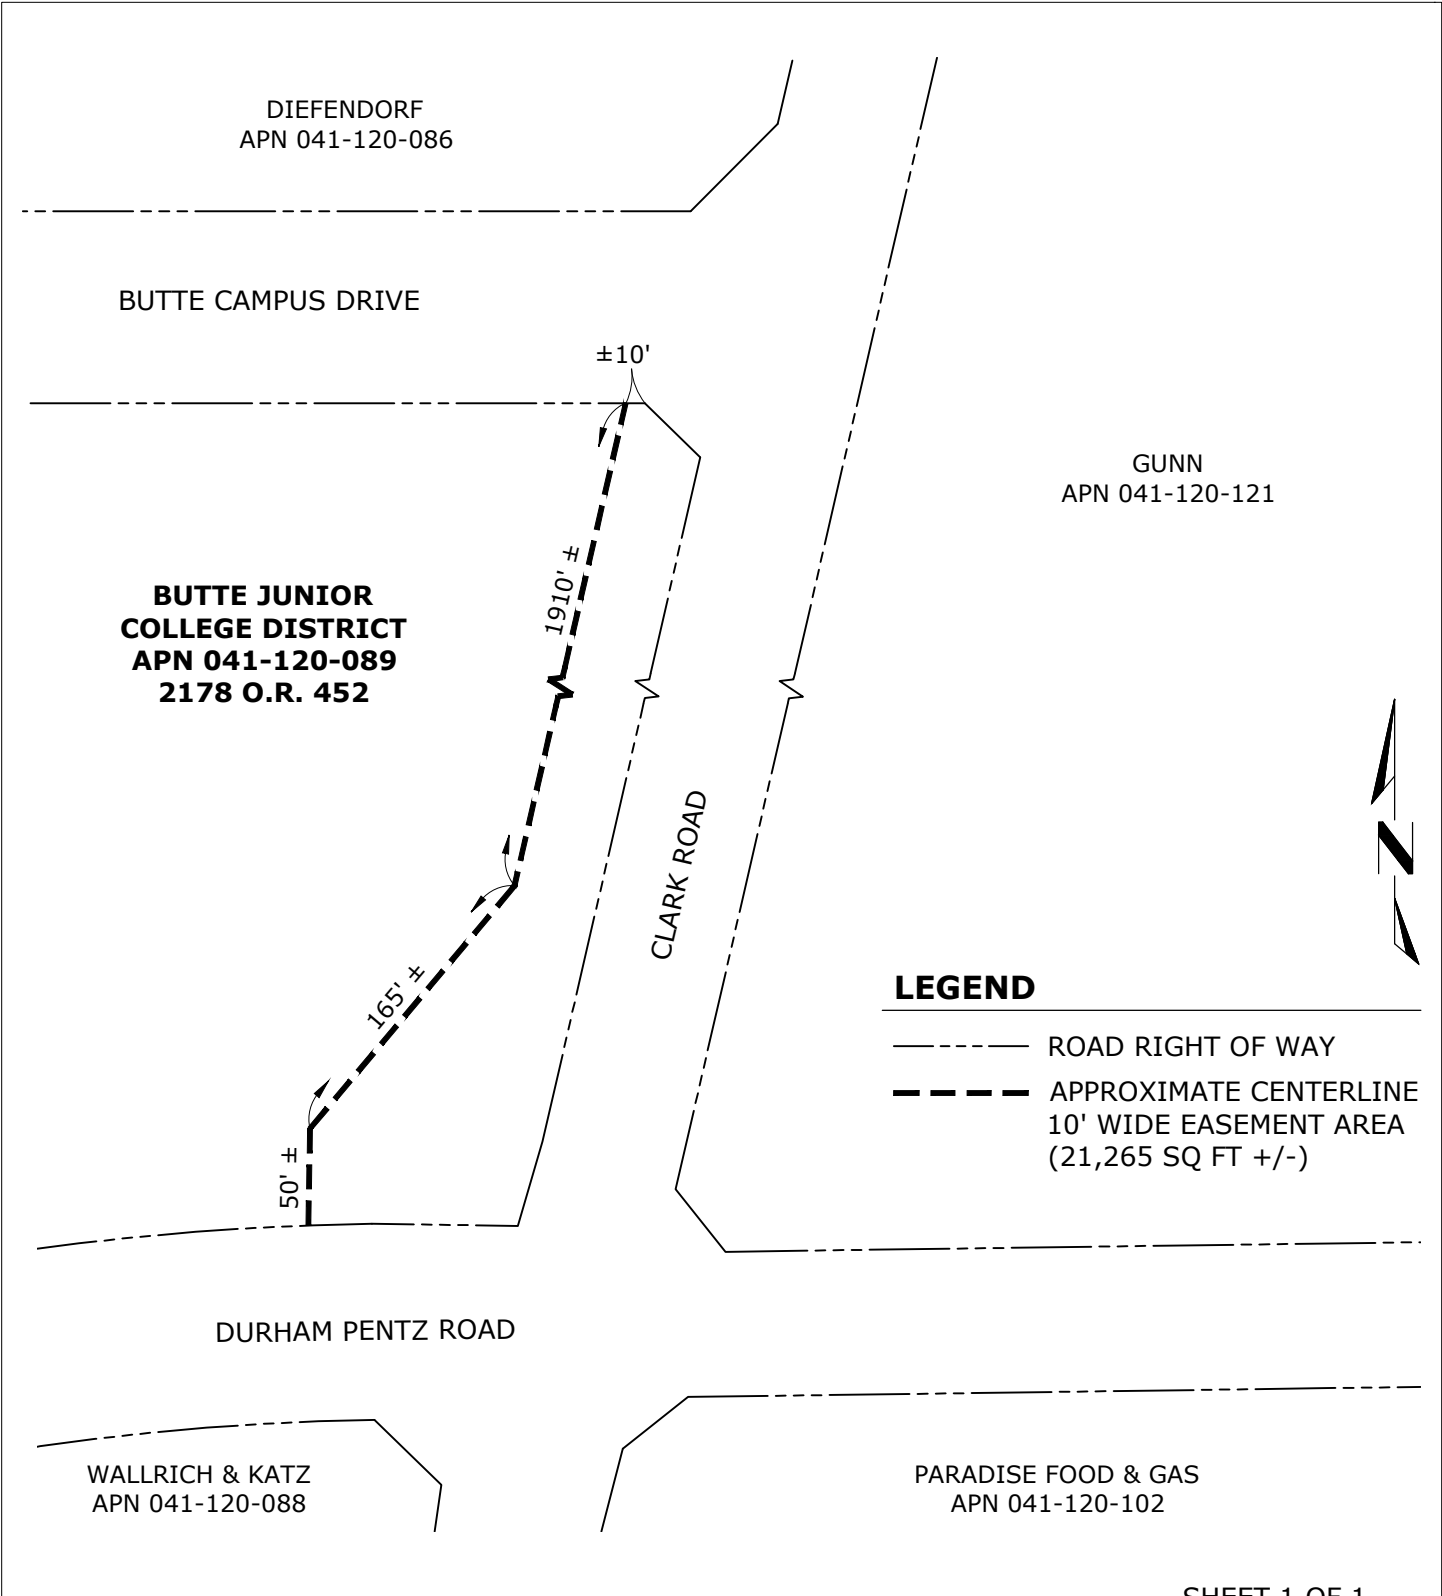 DIEFENDORF
APN 041-120-086
BUTTE CAMPUS DRIVE
±10'
GUNN
APN 041-120-121
1910' ±
BUTTE JUNIOR
COLLEGE DISTRICT
APN 041-120-089
2178 O.R. 452
N
CLARK ROAD
165' ±
LEGEND
ROAD RIGHT OF WAY
APPROXIMATE CENTERLINE
10' WIDE EASEMENT AREA
(21,265 SQ FT +/-)
50' ±
DURHAM PENTZ ROAD
WALLRICH & KATZ
APN 041-120-088
PARADISE FOOD & GAS
APN 041-120-102
SHEET 1 OF 1